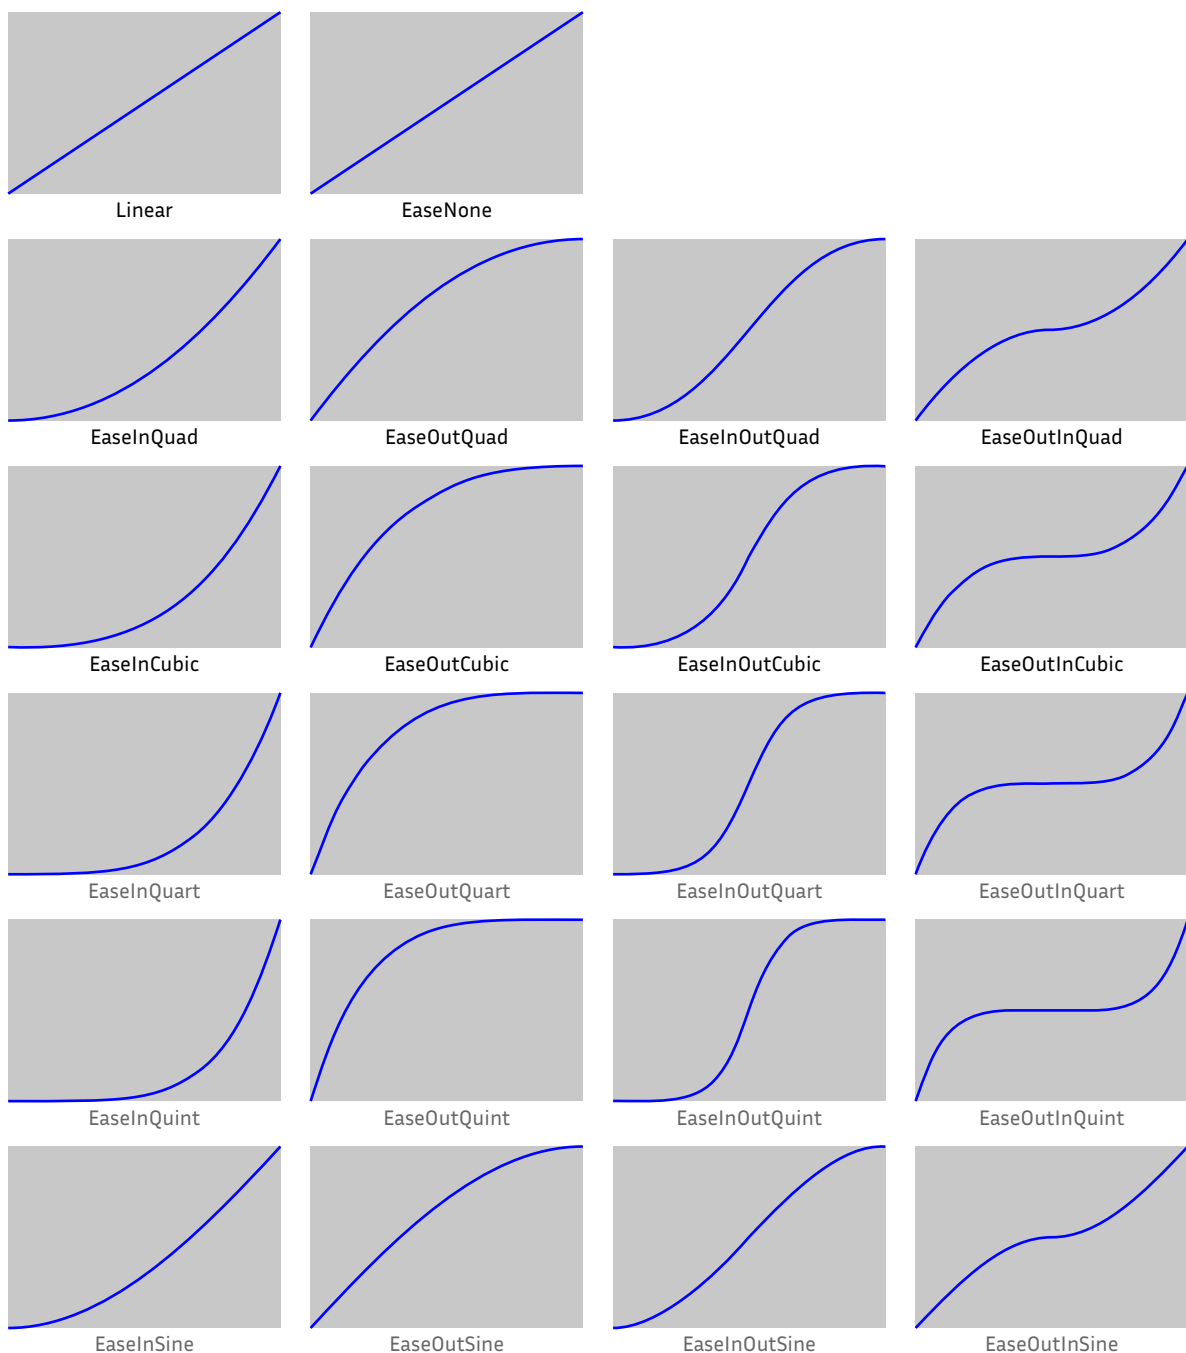 Linear
EaseNone
EaseInQuad
EaseOutQuad
EaseInOutQuad
EaseOutInQuad
EaseInCubic
EaseOutCubic
EaseInOutCubic
EaseOutInCubic
EaseInQuart
EaseOutQuart
EaseInOutQuart
EaseOutInQuart
EaseInQuint
EaseOutQuint
EaseInOutQuint
EaseOutInQuint
EaseInSine
EaseOutSine
EaseInOutSine
EaseOutInSine